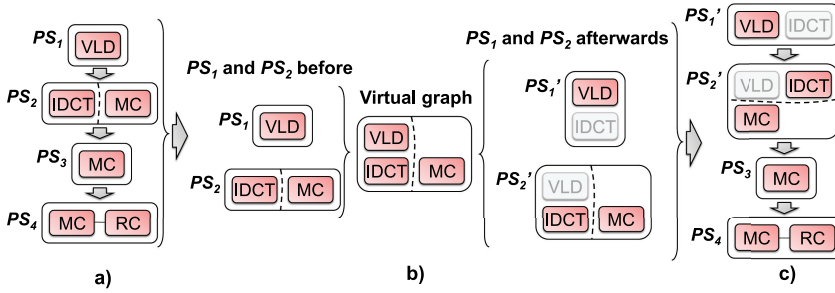 PS1
VLD
PS2
IDCT MC
PS3
MC
PS4
MC RC
a)
PS1 and PS2 before
PS1
VLD
PS2
IDCT MC
Virtual graph
VLD
IDCT MC
b)
PS1 and PS2 afterwards
PS1'
VLD
IDCT
PS2'
VLD
IDCT MC
PS1'
VLD IDCT
PS2'
VLD IDCT
MC
PS3
MC
PS4
MC RC
c)